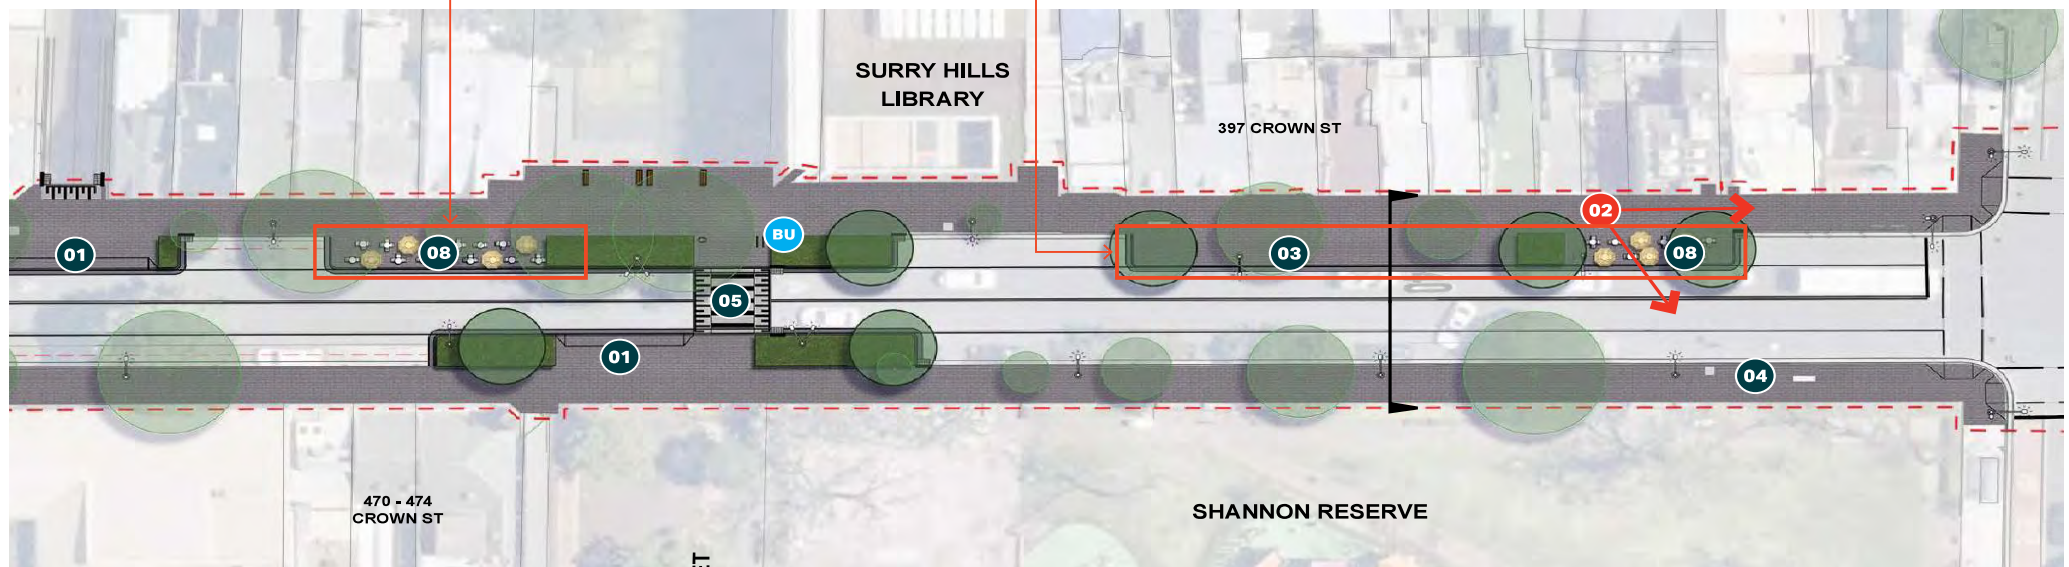 SURRY HILLS
LIBRARY
397 CROWN ST
02
BU
01
08
03
08
05
01
04
470 - 474
CROWN ST
SHANNON RESERVE